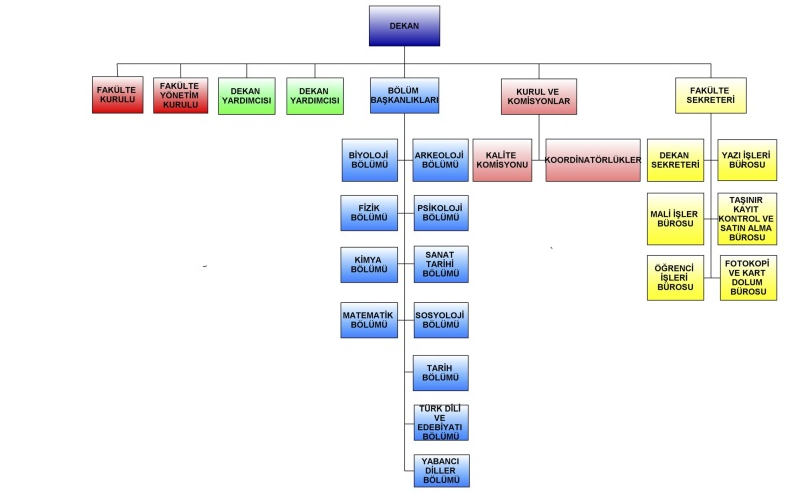 DEKAN
FAKÜLTE
KURULU
FAKÜLTE
YÖNETİM
KURULU
DEKAN
YARDIMCISI
DEKAN
YARDIMCISI
BÖLÜM
BAŞKANLIKLARI
KURUL VE
KOMİSYONLAR
FAKÜLTE
SEKRETERİ
BİYOLOJİ
BÖLÜMÜ
ARKEOLOJİ
BÖLÜMÜ
KALİTE
KOMİSYONU
KOORDİNATÖRLÜKLER
DEKAN
SEKRETERİ
YAZI İŞLERİ
BÜROSU
FİZİK
BÖLÜMÜ
PSİKOLOJİ
BÖLÜMÜ
MALİ İŞLER
BÜROSU
TAŞINIR
KAYIT
KONTROL VE
SATIN ALMA
BÜROSU
KİMYA
BÖLÜMÜ
SANAT
TARİHİ
BÖLÜMÜ
ÖĞRENCİ
İŞLERİ
BÜROSU
FOTOKOPİ
VE KART
DOLUM
BÜROSU
MATEMATİK
BÖLÜMÜ
SOSYOLOJİ
BÖLÜMÜ
TARİH
BÖLÜMÜ
TÜRK DİLİ
VE
EDEBİYATI
BÖLÜMÜ
YABANCI
DİLLER
BÖLÜMÜ